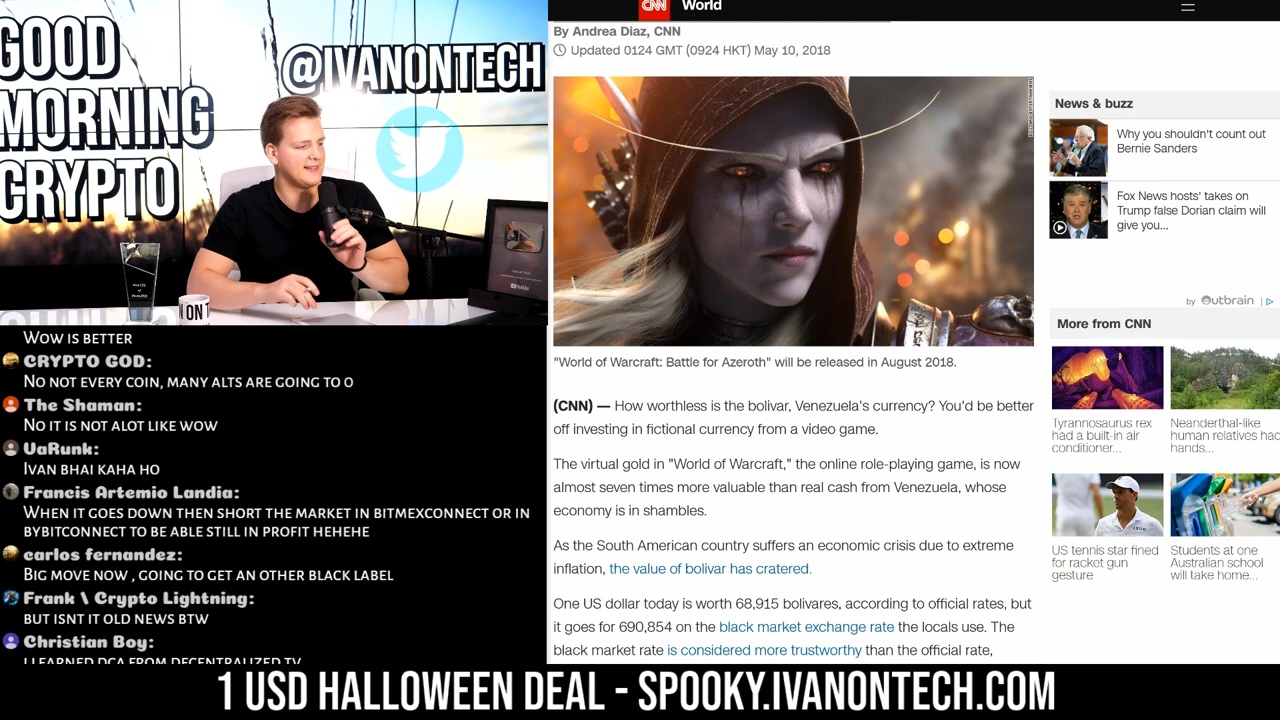 GOOD
MORNING
CRYPTO
@IVANONTECH
WOW IS BETTER
CRYPTO GOD:
NO NOT EVERY COIN, MANY ALTS ARE GOING TO 0
The Shaman:
NO IT IS NOT ALOT LIKE WOW
VaRunk:
IVAN BHAI KAHA HO
Francis Artemio Landia:
WHEN IT GOES DOWN THEN SHORT THE MARKET IN BITMEXCONNECT OR IN
BYBITCONNECT TO BE ABLE STILL IN PROFIT HEHEHE
carlos fernandez:
BIG MOVE NOW , GOING TO GET AN OTHER BLACK LABEL
Frank \ Crypto Lightning:
BUT ISNT IT OLD NEWS BTW
Christian Boy:
I LEARNED DCA FROM DECENTRALIZED TV
CNN World
By Andrea Diaz, CNN
Updated 0124 GMT (0924 HKT) May 10, 2018
"World of Warcraft: Battle for Azeroth" will be released in August 2018.
(CNN) — How worthless is the bolivar, Venezuela's currency? You'd be better
off investing in fictional currency from a video game.
The virtual gold in "World of Warcraft," the online role-playing game, is now
almost seven times more valuable than real cash from Venezuela, whose
economy is in shambles.
As the South American country suffers an economic crisis due to extreme
inflation, the value of bolivar has cratered.
One US dollar today is worth 68,915 bolivares, according to official rates, but
it goes for 690,854 on the black market exchange rate the locals use. The
black market rate is considered more trustworthy than the official rate,
News & buzz
Why you shouldn't count out
Bernie Sanders
Fox News hosts' takes on
Trump false Dorian claim will
give you...
by Outbrain
More from CNN
Tyrannosaurus rex
had a built-in air
conditioner...
Neanderthal-like
human relatives had
hands...
US tennis star fined
for racket gun
gesture
Students at one
Australian school
will take home...
1 USD HALLOWEEN DEAL - SPOOKY.IVANONTECH.COM